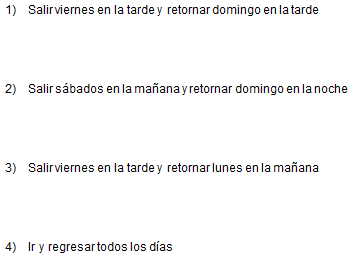 1) Salir viernes en la tarde y retornar domingo en la tarde
2) Salir sábados en la mañana y retornar domingo en la noche
3) Salir viernes en la tarde y retornar lunes en la mañana
4) Ir y regresar todos los días